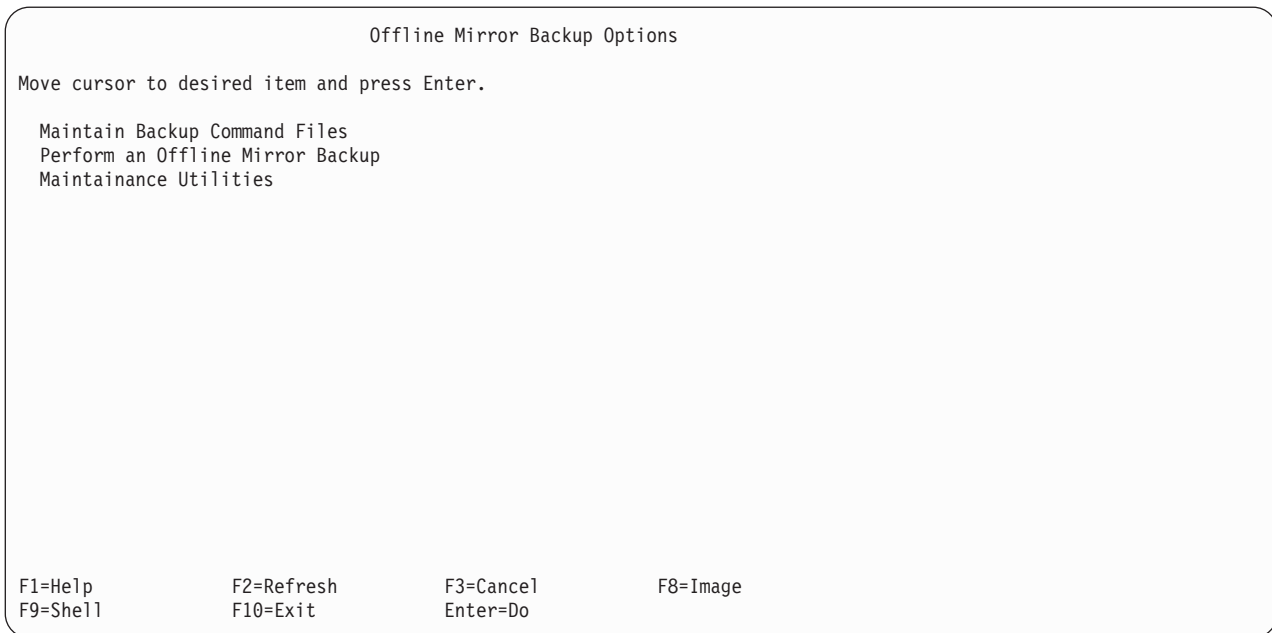 Offline Mirror Backup Options
Move cursor to desired item and press Enter.
Maintain Backup Command Files
Perform an Offline Mirror Backup
Maintainance Utilities
F1=Help F2=Refresh F3=Cancel F8=Image
F9=Shell F10=Exit Enter=Do